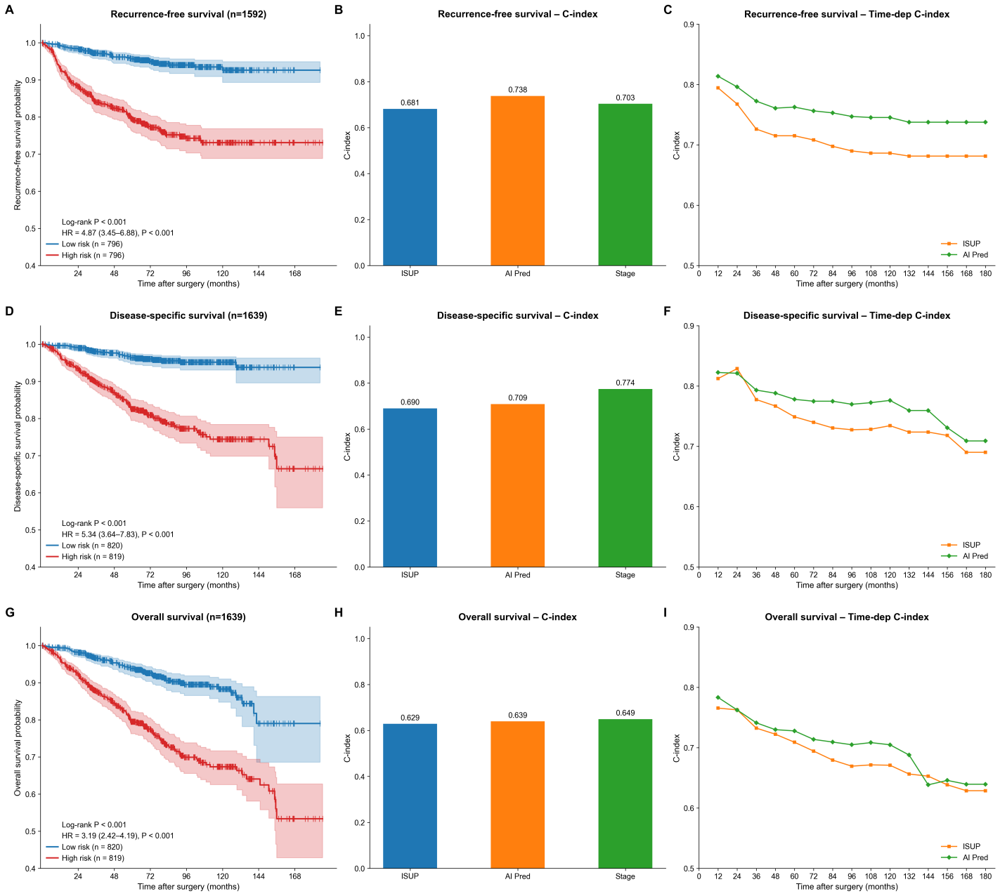 A
Recurrence-free survival (n=1592)
Recurrence-free survival probability
1.0
0.9
0.8
0.7
0.6
0.5
0.4
Log-rank P < 0.001
HR = 4.87 (3.45–6.88), P < 0.001
Low risk (n = 796)
High risk (n = 796)
24 48 72 96 120 144 168
Time after surgery (months)
B
Recurrence-free survival – C-index
C-index
1.0
0.8
0.6
0.4
0.2
0.0
0.681
0.738
0.703
ISUP AI Pred Stage
C
Recurrence-free survival – Time-dep C-index
C-index
0.9
0.8
0.7
0.6
0.5
ISUP
AI Pred
0 12 24 36 48 60 72 84 96 108 120 132 144 156 168 180
Time after surgery (months)
D
Disease-specific survival (n=1639)
Disease-specific survival probability
1.0
0.9
0.8
0.7
0.6
0.5
0.4
Log-rank P < 0.001
HR = 5.34 (3.64–7.83), P < 0.001
Low risk (n = 820)
High risk (n = 819)
24 48 72 96 120 144 168
Time after surgery (months)
E
Disease-specific survival – C-index
C-index
1.0
0.8
0.6
0.4
0.2
0.0
0.690
0.709
0.774
ISUP AI Pred Stage
F
Disease-specific survival – Time-dep C-index
C-index
0.9
0.8
0.7
0.6
0.5
ISUP
AI Pred
0 12 24 36 48 60 72 84 96 108 120 132 144 156 168 180
Time after surgery (months)
G
Overall survival (n=1639)
Overall survival probability
1.0
0.9
0.8
0.7
0.6
0.5
0.4
Log-rank P < 0.001
HR = 3.19 (2.42–4.19), P < 0.001
Low risk (n = 820)
High risk (n = 819)
24 48 72 96 120 144 168
Time after surgery (months)
H
Overall survival – C-index
C-index
1.0
0.8
0.6
0.4
0.2
0.0
0.629
0.639
0.649
ISUP AI Pred Stage
I
Overall survival – Time-dep C-index
C-index
0.9
0.8
0.7
0.6
0.5
ISUP
AI Pred
0 12 24 36 48 60 72 84 96 108 120 132 144 156 168 180
Time after surgery (months)